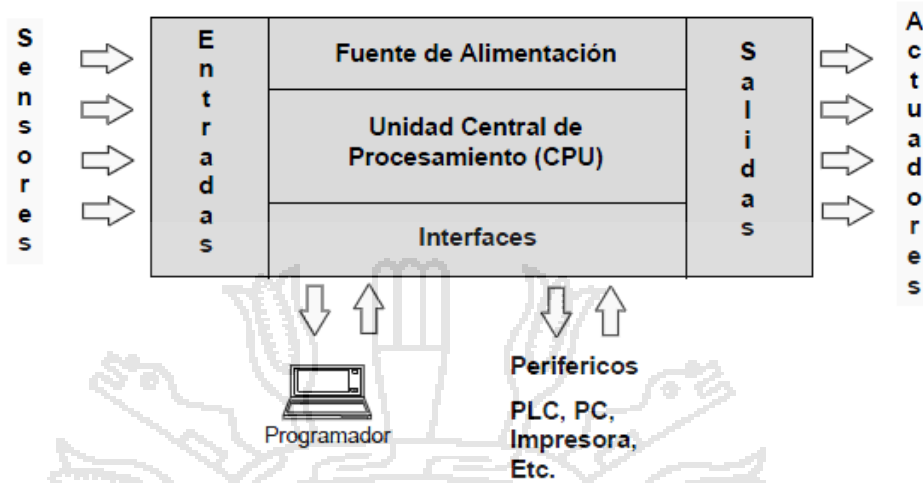 Sensores
Entradas
Fuente de Alimentación
Unidad Central de
Procesamiento (CPU)
Interfaces
Salidas
Actuadores
Programador
Perifericos
PLC, PC,
Impresora,
Etc.